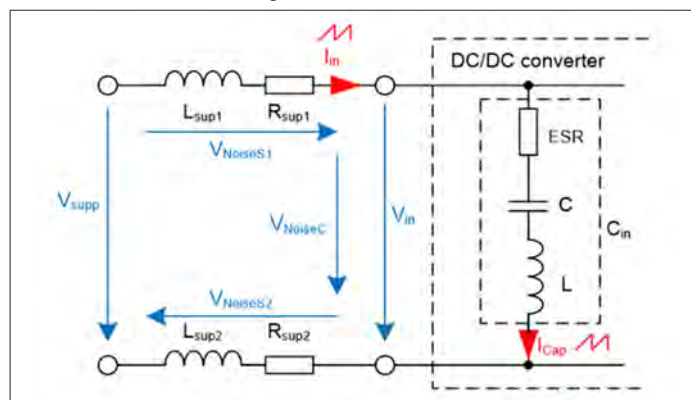 I_in
DC/DC converter
L_sup1
R_sup1
ESR
V_NoiseS1
V_supp
V_NoiseC
V_in
C
C_in
V_NoiseS2
L
L_sup2
R_sup2
I_Cap